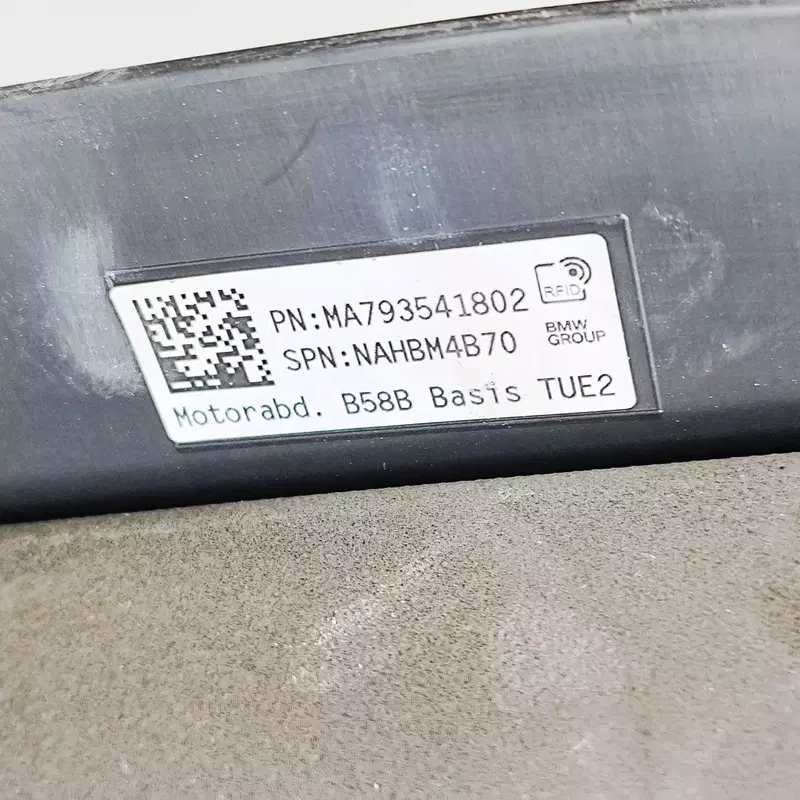 PN:MA793541802
SPN:NAHBM4B70
Motorabd. B58B Basis TUE2
RFID
BMW
GROUP